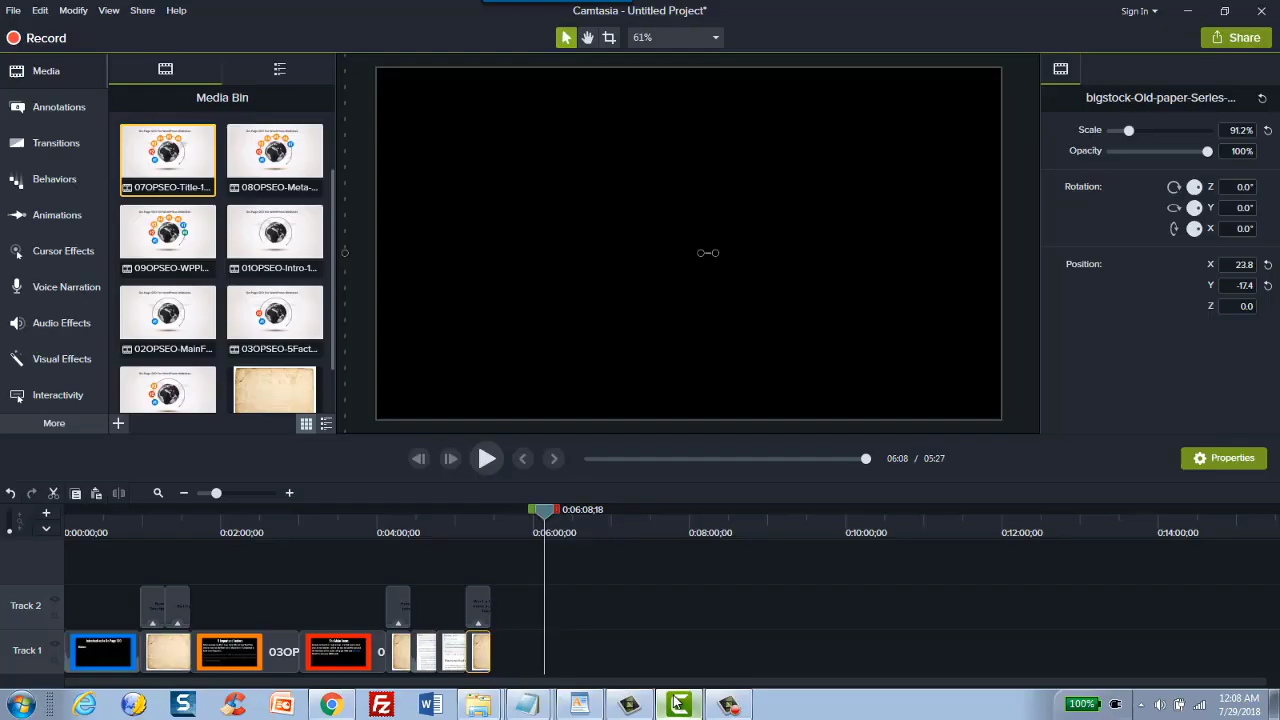 File Edit Modify View Share Help
Camtasia - Untitled Project*
Sign In
Record
61%
Share
Media
Annotations
Transitions
Behaviors
Animations
Cursor Effects
Voice Narration
Audio Effects
Visual Effects
Interactivity
More
Media Bin
07OPSEO-Title-1...
08OPSEO-Meta-...
09OPSEO-WPPl...
01OPSEO-Intro-1...
02OPSEO-MainF...
03OPSEO-5Fact...
bigstock-Old-paper-Series-...
Scale 91.2%
Opacity 100%
Rotation: Z 0.0°
Y 0.0°
X 0.0°
Position: X 23.8
Y -17.4
Z 0.0
06:08 / 05:27
Properties
0:06:08;18
0:00:00;00 0:02:00;00 0:04:00;00 0:06:00;00 0:08:00;00 0:10:00;00 0:12:00;00 0:14:00;00
Track 2
Track 1
03OP
100%
12:08 AM
7/29/2018